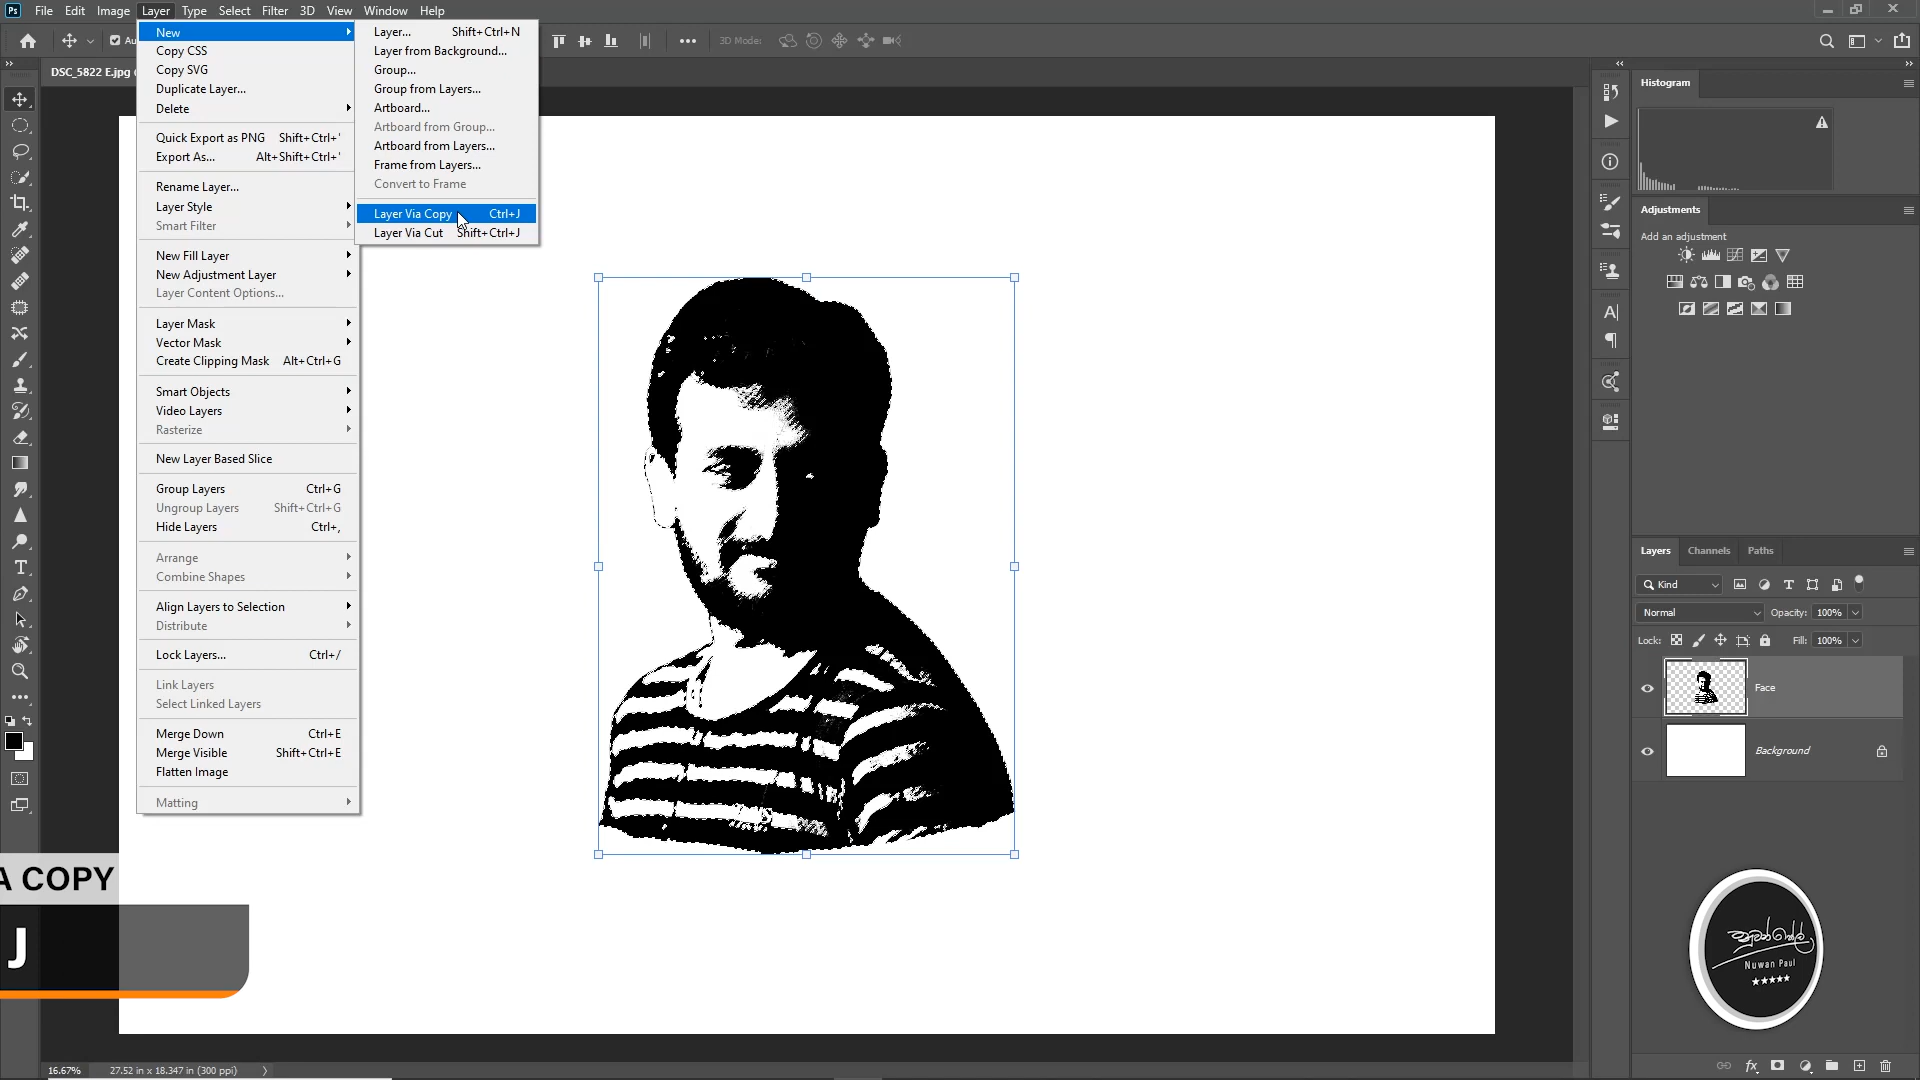 Ps File Edit Image Layer Type Select Filter 3D View Window Help
3D Mode:
DSC_5822 E.jpg
New
Copy CSS
Copy SVG
Duplicate Layer...
Delete
Quick Export as PNG Shift+Ctrl+'
Export As... Alt+Shift+Ctrl+'
Rename Layer...
Layer Style
Smart Filter
New Fill Layer
New Adjustment Layer
Layer Content Options...
Layer Mask
Vector Mask
Create Clipping Mask Alt+Ctrl+G
Smart Objects
Video Layers
Rasterize
New Layer Based Slice
Group Layers Ctrl+G
Ungroup Layers Shift+Ctrl+G
Hide Layers Ctrl+,
Arrange
Combine Shapes
Align Layers to Selection
Distribute
Lock Layers... Ctrl+/
Link Layers
Select Linked Layers
Merge Down Ctrl+E
Merge Visible Shift+Ctrl+E
Flatten Image
Matting
Layer... Shift+Ctrl+N
Layer from Background...
Group...
Group from Layers...
Artboard...
Artboard from Group...
Artboard from Layers...
Frame from Layers...
Convert to Frame
Layer Via Copy Ctrl+J
Layer Via Cut Shift+Ctrl+J
Histogram
Adjustments
Add an adjustment
Layers Channels Paths
Kind
Normal Opacity: 100%
Lock: Fill: 100%
Face
Background
A COPY
J
Nuwan Paul
16.67% 27.52 in x 18.347 in (300 ppi)